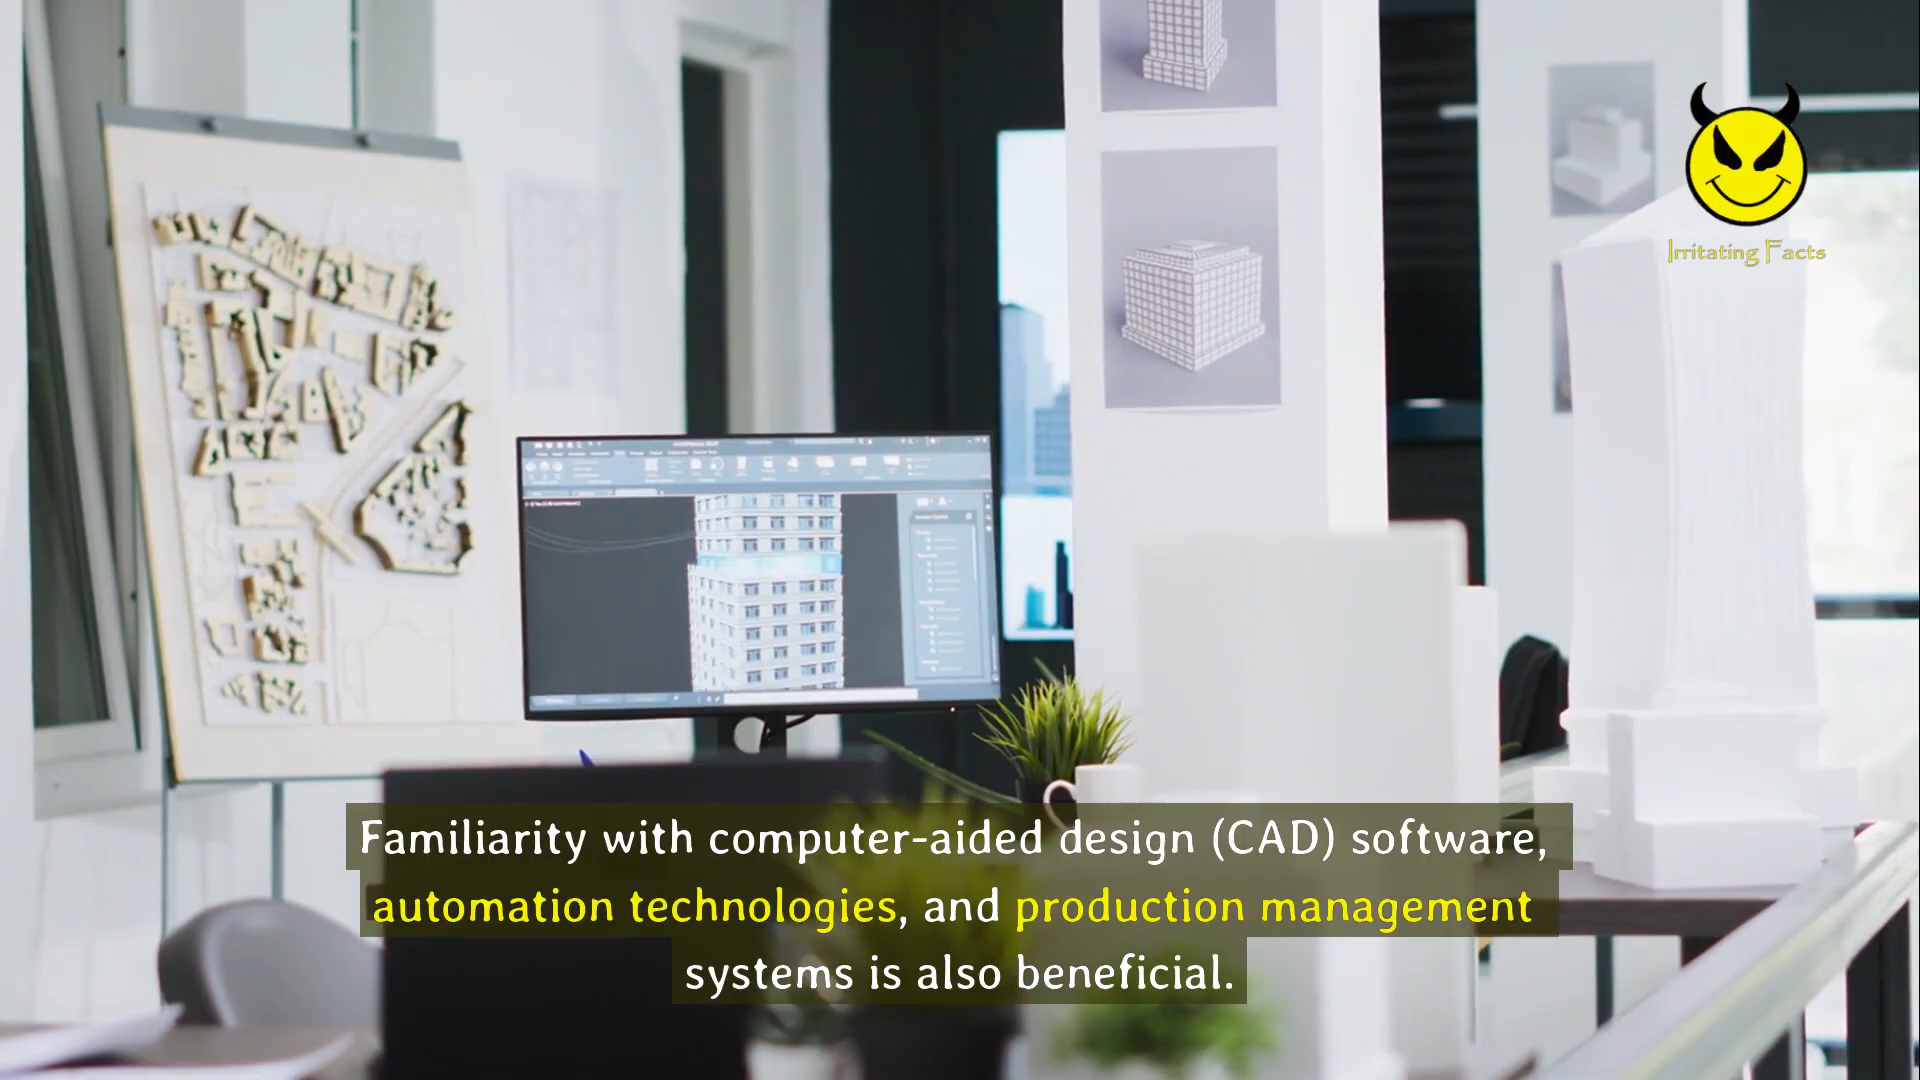 Irritating Facts
Familiarity with computer-aided design (CAD) software,
automation technologies, and production management
systems is also beneficial.